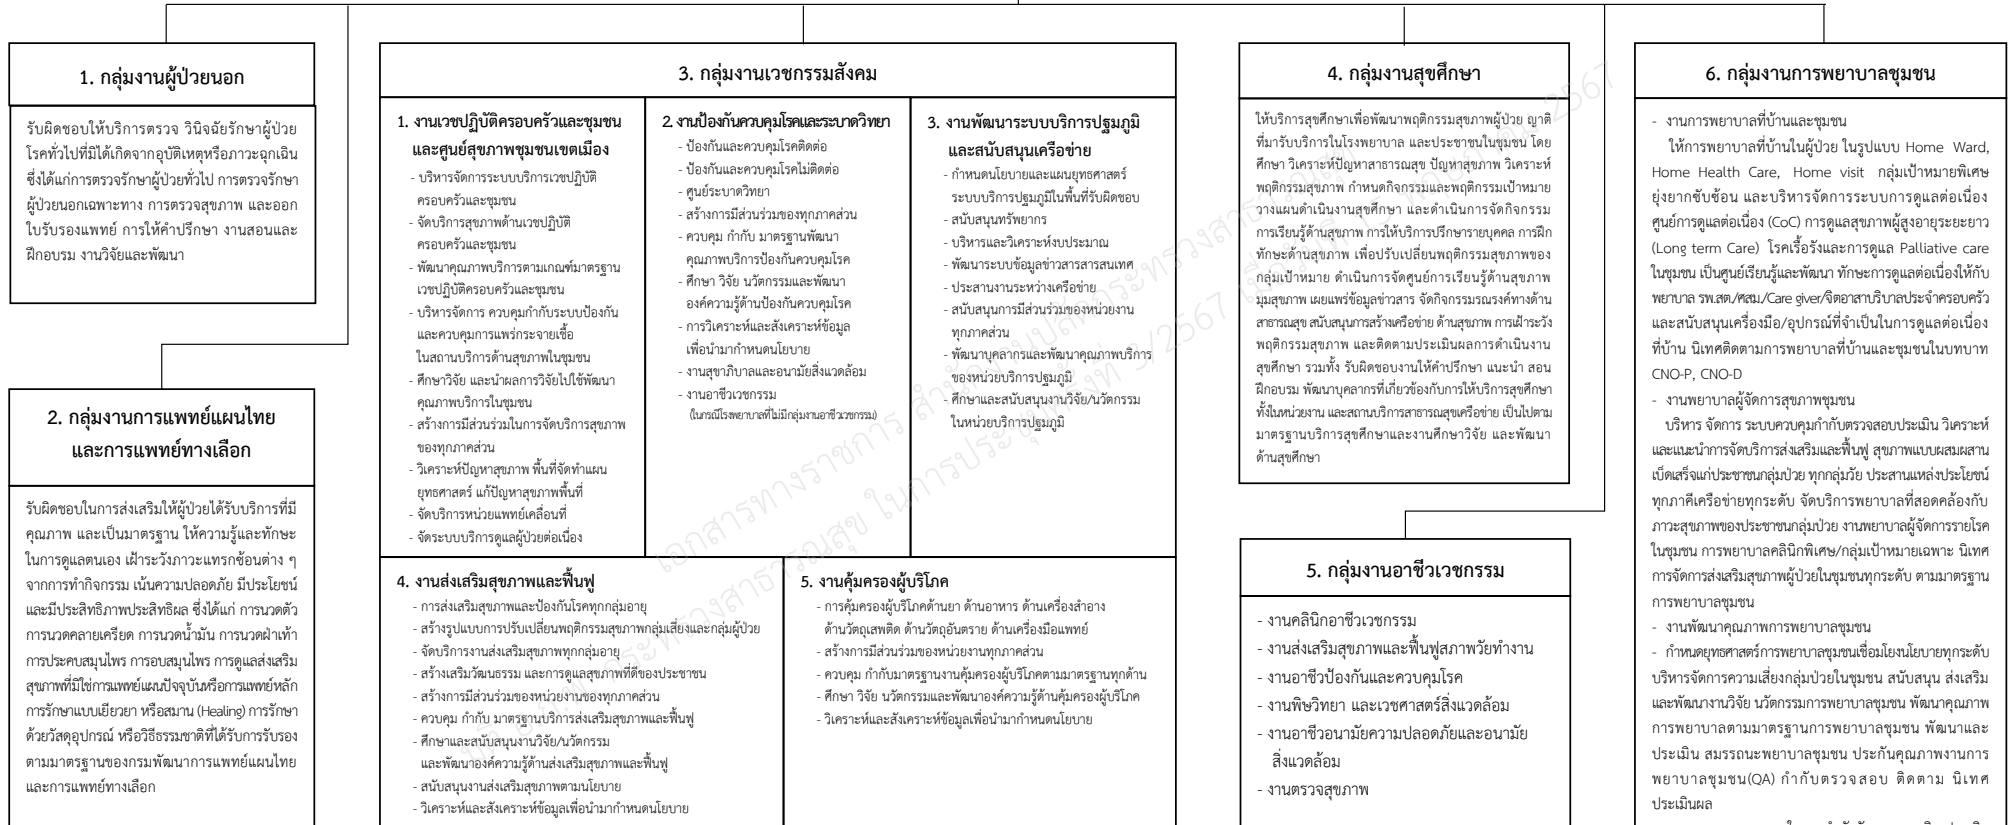 1. กลุ่มงานผู้ป่วยนอก
รับผิดชอบให้บริการตรวจ วินิจฉัยรักษาผู้ป่วย
โรคทั่วไปที่มิได้เกิดจากอุบัติเหตุหรือภาวะฉุกเฉิน
ซึ่งได้แก่การตรวจรักษาผู้ป่วยทั่วไป การตรวจรักษา
ผู้ป่วยนอกเฉพาะทาง การตรวจสุขภาพ และออก
ใบรับรองแพทย์ การให้คำปรึกษา งานสอนและ
ฝึกอบรม งานวิจัยและพัฒนา
2. กลุ่มงานการแพทย์แผนไทย
และการแพทย์ทางเลือก
รับผิดชอบในการส่งเสริมให้ผู้ป่วยได้รับบริการที่มี
คุณภาพ และเป็นมาตรฐาน ให้ความรู้และทักษะ
ในการดูแลตนเอง เฝ้าระวังภาวะแทรกซ้อนต่าง ๆ
จากการทำกิจกรรม เน้นความปลอดภัย มีประโยชน์
และมีประสิทธิภาพประสิทธิผล ซึ่งได้แก่ การนวดตัว
การนวดคลายเครียด การนวดน้ำมัน การนวดฝ่าเท้า
การประคบสมุนไพร การอบสมุนไพร การดูแลส่งเสริม
สุขภาพที่มิใช่การแพทย์แผนปัจจุบันหรือการแพทย์หลัก
การรักษาแบบเยียวยา หรือสมาน (Healing) การรักษา
ด้วยวัสดุอุปกรณ์ หรือวิธีธรรมชาติที่ได้รับการรับรอง
ตามมาตรฐานของกรมพัฒนาการแพทย์แผนไทย
และการแพทย์ทางเลือก
3. กลุ่มงานเวชกรรมสังคม
1. งานเวชปฏิบัติครอบครัวและชุมชน
และศูนย์สุขภาพชุมชนเขตเมือง
- บริหารจัดการระบบบริการเวชปฏิบัติ
ครอบครัวและชุมชน
- จัดบริการสุขภาพด้านเวชปฏิบัติ
ครอบครัวและชุมชน
- พัฒนาคุณภาพบริการตามเกณฑ์มาตรฐาน
เวชปฏิบัติครอบครัวและชุมชน
- บริหารจัดการ ควบคุมกำกับระบบป้องกัน
และควบคุมการแพร่กระจายเชื้อ
ในสถานบริการด้านสุขภาพในชุมชน
- ศึกษาวิจัย และนำผลการวิจัยไปใช้พัฒนา
คุณภาพบริการในชุมชน
- สร้างการมีส่วนร่วมในการจัดบริการสุขภาพ
ของทุกภาคส่วน
- วิเคราะห์ปัญหาสุขภาพ พื้นที่จัดทำแผน
ยุทธศาสตร์ แก้ปัญหาสุขภาพพื้นที่
- จัดบริการหน่วยแพทย์เคลื่อนที่
- จัดระบบบริการดูแลผู้ป่วยต่อเนื่อง
2. งานป้องกันควบคุมโรคและระบาดวิทยา
- ป้องกันและควบคุมโรคติดต่อ
- ป้องกันและควบคุมโรคไม่ติดต่อ
- ศูนย์ระบาดวิทยา
- สร้างการมีส่วนร่วมของทุกภาคส่วน
- ควบคุม กำกับ มาตรฐานพัฒนา
คุณภาพบริการป้องกันควบคุมโรค
- ศึกษา วิจัย นวัตกรรมและพัฒนา
องค์ความรู้ด้านป้องกันควบคุมโรค
- การวิเคราะห์และสังเคราะห์ข้อมูล
เพื่อนำมากำหนดนโยบาย
- งานสุขาภิบาลและอนามัยสิ่งแวดล้อม
- งานอาชีวเวชกรรม
(ในกรณีโรงพยาบาลที่ไม่มีกลุ่มงานอาชีวเวชกรรม)
3. งานพัฒนาระบบบริการปฐมภูมิ
และสนับสนุนเครือข่าย
- กำหนดนโยบายและแผนยุทธศาสตร์
ระบบบริการปฐมภูมิในพื้นที่รับผิดชอบ
- สนับสนุนทรัพยากร
- บริหารและวิเคราะห์งบประมาณ
- พัฒนาระบบข้อมูลข่าวสารสารสนเทศ
- ประสานงานระหว่างเครือข่าย
- สนับสนุนการมีส่วนร่วมของหน่วยงาน
ทุกภาคส่วน
- พัฒนาบุคลากรและพัฒนาคุณภาพบริการ
ของหน่วยบริการปฐมภูมิ
- ศึกษาและสนับสนุนงานวิจัย/นวัตกรรม
ในหน่วยบริการปฐมภูมิ
4. งานส่งเสริมสุขภาพและฟื้นฟู
- การส่งเสริมสุขภาพและป้องกันโรคทุกกลุ่มอายุ
- สร้างรูปแบบการปรับเปลี่ยนพฤติกรรมสุขภาพกลุ่มเสี่ยงและกลุ่มผู้ป่วย
- จัดบริการงานส่งเสริมสุขภาพทุกกลุ่มอายุ
- สร้างเสริมวัฒนธรรม และการดูแลสุขภาพที่ดีของประชาชน
- สร้างการมีส่วนร่วมของหน่วยงานของทุกภาคส่วน
- ควบคุม กำกับ มาตรฐานบริการส่งเสริมสุขภาพและฟื้นฟู
- ศึกษาและสนับสนุนงานวิจัย/นวัตกรรม
และพัฒนาองค์ความรู้ด้านส่งเสริมสุขภาพและฟื้นฟู
- สนับสนุนงานส่งเสริมสุขภาพตามนโยบาย
- วิเคราะห์และสังเคราะห์ข้อมูลเพื่อนำมากำหนดนโยบาย
5. งานคุ้มครองผู้บริโภค
- การคุ้มครองผู้บริโภคด้านยา ด้านอาหาร ด้านเครื่องสำอาง
ด้านวัตถุเสพติด ด้านวัตถุอันตราย ด้านเครื่องมือแพทย์
- สร้างการมีส่วนร่วมของหน่วยงานทุกภาคส่วน
- ควบคุม กำกับมาตรฐานงานคุ้มครองผู้บริโภคตามมาตรฐานทุกด้าน
- ศึกษา วิจัย นวัตกรรมและพัฒนาองค์ความรู้ด้านคุ้มครองผู้บริโภค
- วิเคราะห์และสังเคราะห์ข้อมูลเพื่อนำมากำหนดนโยบาย
4. กลุ่มงานสุขศึกษา
ให้บริการสุขศึกษาเพื่อพัฒนาพฤติกรรมสุขภาพผู้ป่วย ญาติ
ที่มารับบริการในโรงพยาบาล และประชาชนในชุมชน โดย
ศึกษา วิเคราะห์ปัญหาสาธารณสุข ปัญหาสุขภาพ วิเคราะห์
พฤติกรรมสุขภาพ กำหนดกิจกรรมและพฤติกรรมเป้าหมาย
วางแผนดำเนินงานสุขศึกษา และดำเนินการจัดกิจกรรม
การเรียนรู้ด้านสุขภาพ การให้บริการปรึกษารายบุคคล การฝึก
ทักษะด้านสุขภาพ เพื่อปรับเปลี่ยนพฤติกรรมสุขภาพของ
กลุ่มเป้าหมาย ดำเนินการจัดศูนย์การเรียนรู้ด้านสุขภาพ
มุมสุขภาพ เผยแพร่ข้อมูลข่าวสาร จัดกิจกรรมรณรงค์ทางด้าน
สาธารณสุข สนับสนุนการสร้างเครือข่าย ด้านสุขภาพ การเฝ้าระวัง
พฤติกรรมสุขภาพ และติดตามประเมินผลการดำเนินงาน
สุขศึกษา รวมทั้ง รับผิดชอบงานให้คำปรึกษา แนะนำ สอน
ฝึกอบรม พัฒนาบุคลากรที่เกี่ยวข้องกับการให้บริการสุขศึกษา
ทั้งในหน่วยงาน และสถานบริการสาธารณสุขเครือข่าย เป็นไปตาม
มาตรฐานบริการสุขศึกษาและงานศึกษาวิจัย และพัฒนา
ด้านสุขศึกษา
5. กลุ่มงานอาชีวเวชกรรม
- งานคลินิกอาชีวเวชกรรม
- งานส่งเสริมสุขภาพและฟื้นฟูสภาพวัยทำงาน
- งานอาชีวป้องกันและควบคุมโรค
- งานพิษวิทยา และเวชศาสตร์สิ่งแวดล้อม
- งานอาชีวอนามัยความปลอดภัยและอนามัย
สิ่งแวดล้อม
- งานตรวจสุขภาพ
6. กลุ่มงานการพยาบาลชุมชน
- งานการพยาบาลที่บ้านและชุมชน
ให้การพยาบาลที่บ้านในผู้ป่วย ในรูปแบบ Home Ward,
Home Health Care, Home visit กลุ่มเป้าหมายพิเศษ
ยุ่งยากซับซ้อน และบริหารจัดการระบบการดูแลต่อเนื่อง
ศูนย์การดูแลต่อเนื่อง (CoC) การดูแลสุขภาพผู้สูงอายุระยะยาว
(Long term Care) โรคเรื้อรังและการดูแล Palliative care
ในชุมชน เป็นศูนย์เรียนรู้และพัฒนา ทักษะการดูแลต่อเนื่องให้กับ
พยาบาล รพ.สต./ศสม./Care giver/จิตอาสาบริบาลประจำครอบครัว
และสนับสนุนเครื่องมือ/อุปกรณ์ที่จำเป็นในการดูแลต่อเนื่อง
ที่บ้าน นิเทศติดตามการพยาบาลที่บ้านและชุมชนในบทบาท
CNO-P, CNO-D
- งานพยาบาลผู้จัดการสุขภาพชุมชน
บริหาร จัดการ ระบบควบคุมกำกับตรวจสอบประเมิน วิเคราะห์
และแนะนำการจัดบริการส่งเสริมและฟื้นฟู สุขภาพแบบผสมผสาน
เบ็ดเสร็จแก่ประชาชนกลุ่มป่วย ทุกกลุ่มวัย ประสานแหล่งประโยชน์
ทุกภาคีเครือข่ายทุกระดับ จัดบริการพยาบาลที่สอดคล้องกับ
ภาวะสุขภาพของประชาชนกลุ่มป่วย งานพยาบาลผู้จัดการรายโรค
ในชุมชน การพยาบาลคลินิกพิเศษ/กลุ่มเป้าหมายเฉพาะ นิเทศ
การจัดการส่งเสริมสุขภาพผู้ป่วยในชุมชนทุกระดับ ตามมาตรฐาน
การพยาบาลชุมชน
- งานพัฒนาคุณภาพการพยาบาลชุมชน
- กำหนดยุทธศาสตร์การพยาบาลชุมชนเชื่อมโยงนโยบายทุกระดับ
บริหารจัดการความเสี่ยงกลุ่มป่วยในชุมชน สนับสนุน ส่งเสริม
และพัฒนางานวิจัย นวัตกรรมการพยาบาลชุมชน พัฒนาคุณภาพ
การพยาบาลตามมาตรฐานการพยาบาลชุมชน พัฒนาและ
ประเมิน สมรรถนะพยาบาลชุมชน ประกันคุณภาพงานการ
พยาบาลชุมชน(QA) กำกับตรวจสอบ ติดตาม นิเทศ
ประเมินผล